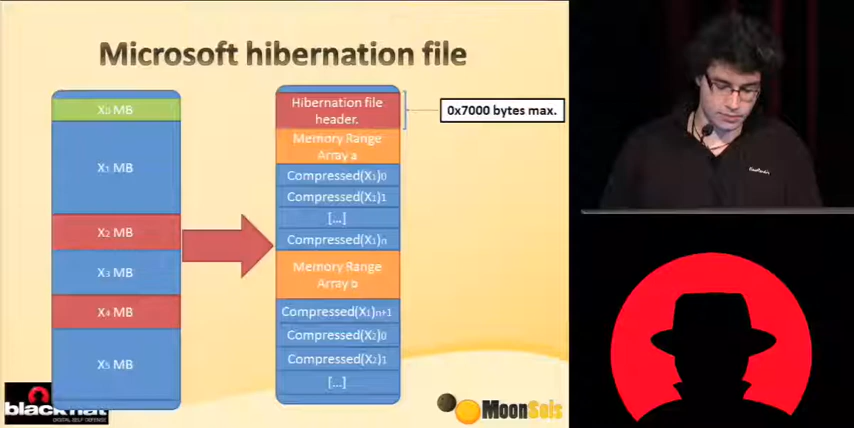 Microsoft hibernation file
X0 MB
X1 MB
X2 MB
X3 MB
X4 MB
X5 MB
Hibernation file
header.
Memory Range
Array a
Compressed(X1)0
Compressed(X1)1
[...]
Compressed(X1)n
Memory Range
Array b
Compressed(X1)n+1
Compressed(X2)0
Compressed(X2)1
[...]
0x7000 bytes max.
black hat
DIGITAL SELF DEFENSE
MoonSols